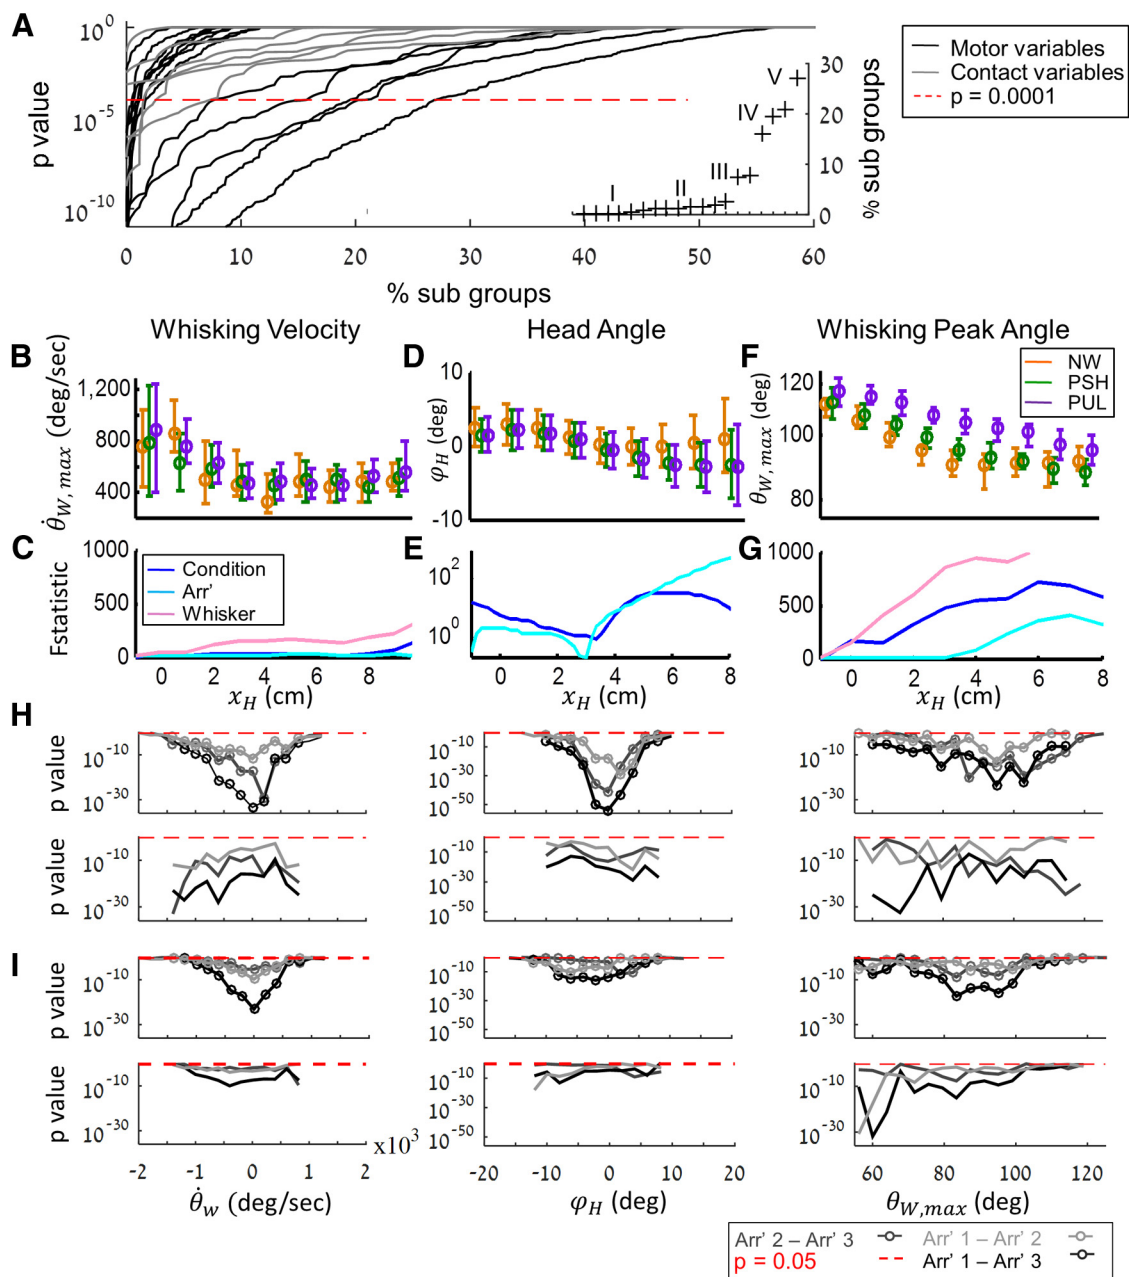 A
p value
10⁰
10⁻⁵
10⁻¹⁰
0 10 20 30 40 50 60
% sub groups
I II III IV V
30
20
10
0
% sub groups
Motor variables
Contact variables
p = 0.0001
Whisking Velocity
Head Angle
Whisking Peak Angle
B
θ̇W,max (deg/sec)
1,200
800
600
400
D
φH (deg)
10
5
0
-10
F
θW,max (deg)
120
100
80
NW
PSH
PUL
C
Fstatistic
1000
500
0
Condition
Arr'
Whisker
0 2 4 6 8
xH (cm)
E
10²
10⁰
0 2 4 6 8
xH (cm)
G
1000
500
0
0 2 4 6 8
xH (cm)
H
p value
10⁻¹⁰
10⁻³⁰
10⁻¹⁰
10⁻³⁰
10⁻⁵⁰
10⁻¹⁰
10⁻³⁰
p value
10⁻¹⁰
10⁻³⁰
10⁻¹⁰
10⁻³⁰
10⁻⁵⁰
10⁻¹⁰
10⁻³⁰
I
p value
10⁻¹⁰
10⁻³⁰
10⁻¹⁰
10⁻³⁰
10⁻⁵⁰
10⁻¹⁰
10⁻³⁰
p value
10⁻¹⁰
10⁻³⁰
10⁻¹⁰
10⁻³⁰
10⁻⁵⁰
10⁻¹⁰
10⁻³⁰
-2 -1 0 1 2
x10³
θ̇w (deg/sec)
-20 -10 0 10 20
φH (deg)
60 80 100 120
θW,max (deg)
Arr' 2 – Arr' 3
Arr' 1 – Arr' 2
p = 0.05
Arr' 1 – Arr' 3